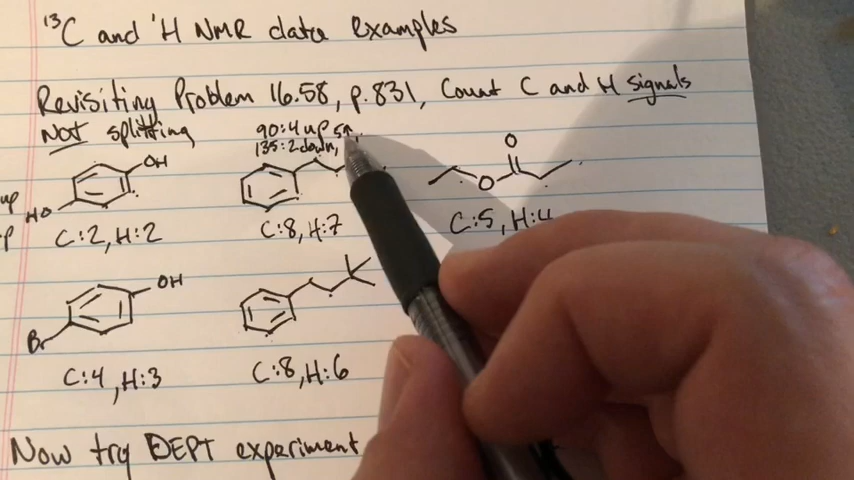 ¹³C and ¹H NMR data examples
Revisiting Problem 16.58, p.831, Count C and H signals
Not splitting
90:4 up
135:2 down,
OH
HO
up
C:2, H:2
C:8, H:7
O
O
C:5, H:4
OH
Br
C:4, H:3
C:8, H:6
Now try DEPT experiment